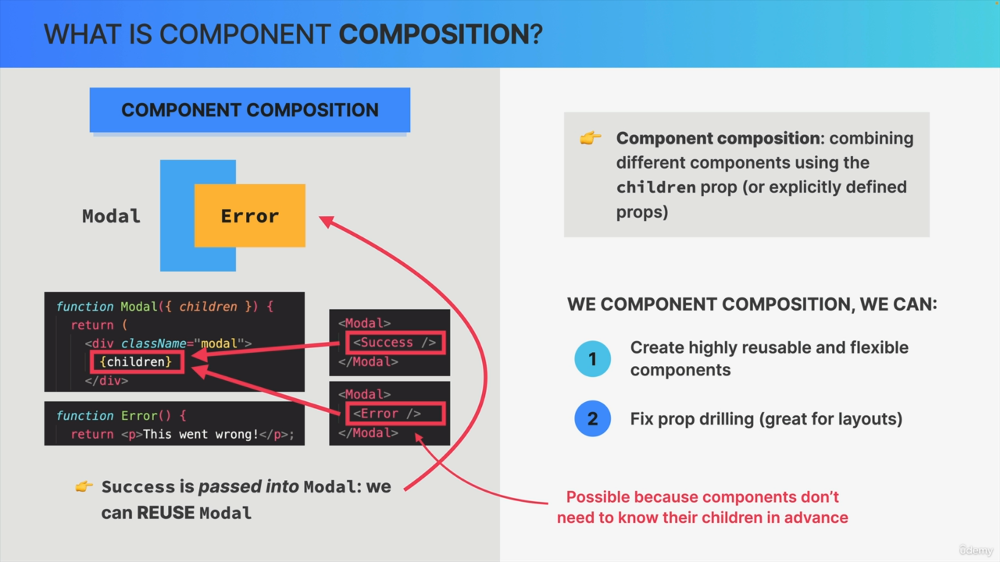 WHAT IS COMPONENT COMPOSITION?
COMPONENT COMPOSITION
Modal
Error
function Modal({ children }) {
return (
<div className="modal">
{children}
</div>
function Error() {
return <p>This went wrong!</p>;
<Modal>
<Success />
</Modal>
<Modal>
<Error />
</Modal>
👉 Success is passed into Modal: we
can REUSE Modal
👉 Component composition: combining
different components using the
children prop (or explicitly defined
props)
WE COMPONENT COMPOSITION, WE CAN:
1 Create highly reusable and flexible
components
2 Fix prop drilling (great for layouts)
Possible because components don’t
need to know their children in advance
ûdemy